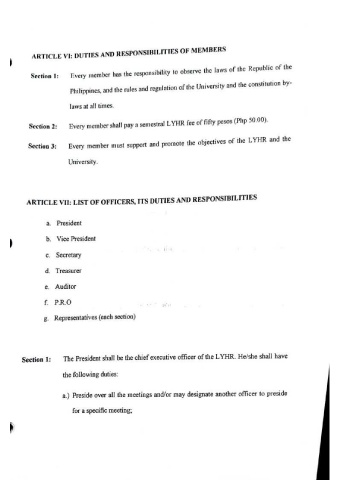 ARTICLE VI: DUTIES AND RESPONSIBILITIES OF MEMBERS
Section 1: Every member has the responsibility to observe the laws of the Republic of the
Philippines, and the rules and regulation of the University and the constitution by-
laws at all times.
Section 2: Every member shall pay a semestral LYHR fee of fifty pesos (Php 50.00).
Section 3: Every member must support and promote the objectives of the LYHR and the
University.
ARTICLE VII: LIST OF OFFICERS, ITS DUTIES AND RESPONSIBILITIES
a. President
b. Vice President
c. Secretary
d. Treasurer
e. Auditor
f. P.R.O
g. Representatives (each section)
Section 1: The President shall be the chief executive officer of the LYHR. He/she shall have
the following duties:
a.) Preside over all the meetings and/or may designate another officer to preside
for a specific meeting;